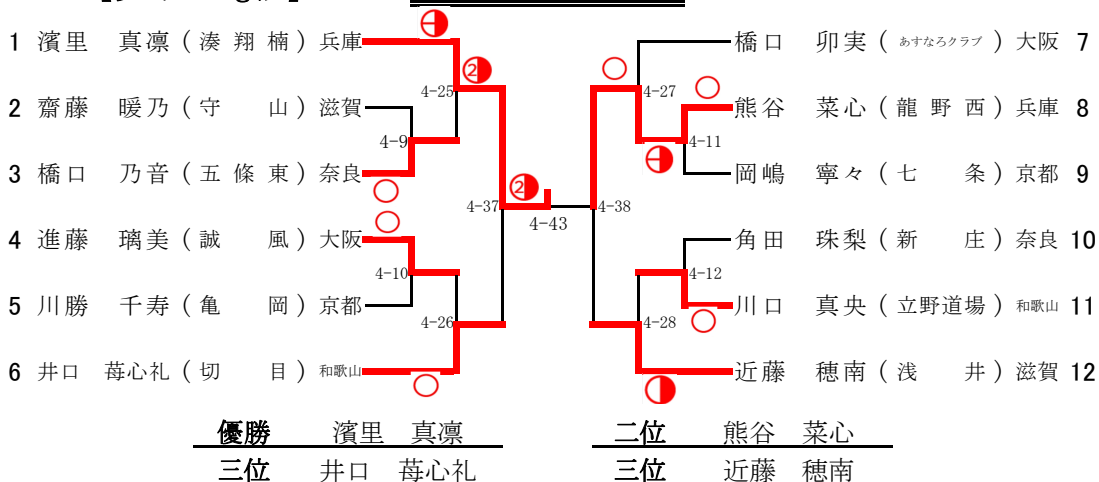 1 濱里 真凛 ( 湊 翔 楠 ) 兵庫
2 齋藤 暖乃 ( 守 山 ) 滋賀
3 橋口 乃音 ( 五 條 東 ) 奈良
4 進藤 璃美 ( 誠 風 ) 大阪
5 川勝 千寿 ( 亀 岡 ) 京都
6 井口 苺心礼 ( 切 目 ) 和歌山
4-25
4-9
4-10
4-26
4-37
4-43
4-38
4-27
4-11
4-12
4-28
2
2
2
橋口 卯実 ( あすなろクラブ ) 大阪 7
熊谷 菜心 ( 龍 野 西 ) 兵庫 8
岡嶋 寧々 ( 七 条 ) 京都 9
角田 珠梨 ( 新 庄 ) 奈良 10
川口 真央 ( 立野道場 ) 和歌山 11
近藤 穂南 ( 浅 井 ) 滋賀 12
優勝 濱里 真凛
三位 井口 苺心礼
二位 熊谷 菜心
三位 近藤 穂南